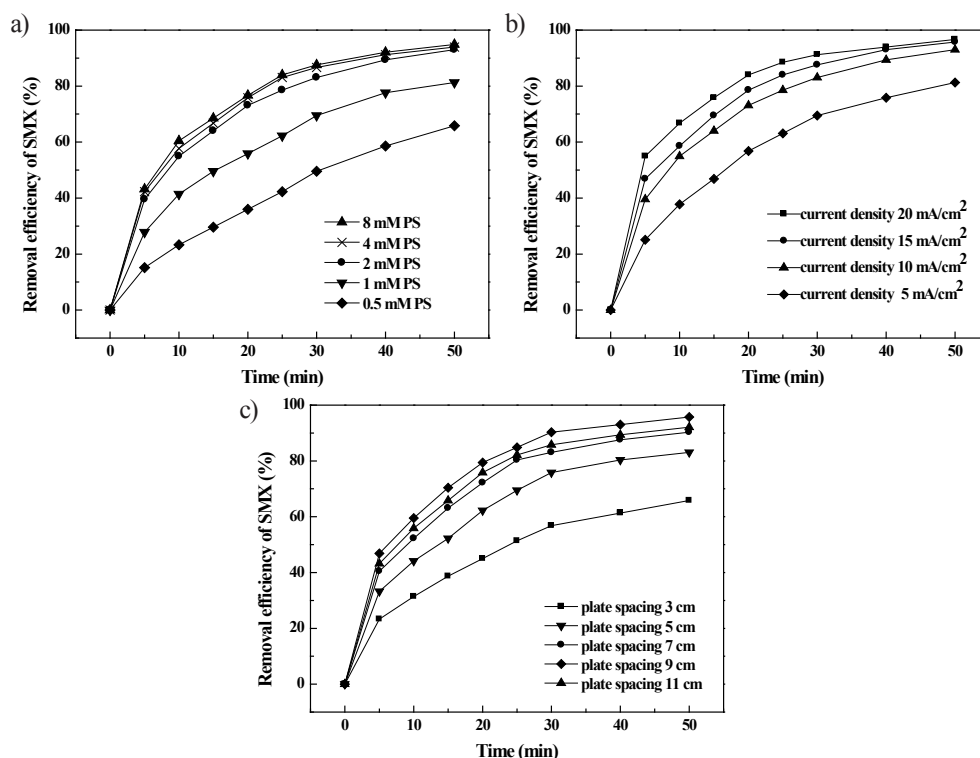 a)
100
80
60
40
20
0
Removal efficiency of SMX (%)
8 mM PS
4 mM PS
2 mM PS
1 mM PS
0.5 mM PS
0 10 20 30 40 50
Time (min)
b)
100
80
60
40
20
0
Removal efficiency of SMX (%)
current density 20 mA/cm²
current density 15 mA/cm²
current density 10 mA/cm²
current density 5 mA/cm²
0 10 20 30 40 50
Time (min)
c)
100
80
60
40
20
0
Removal efficiency of SMX (%)
plate spacing 3 cm
plate spacing 5 cm
plate spacing 7 cm
plate spacing 9 cm
plate spacing 11 cm
0 10 20 30 40 50
Time (min)